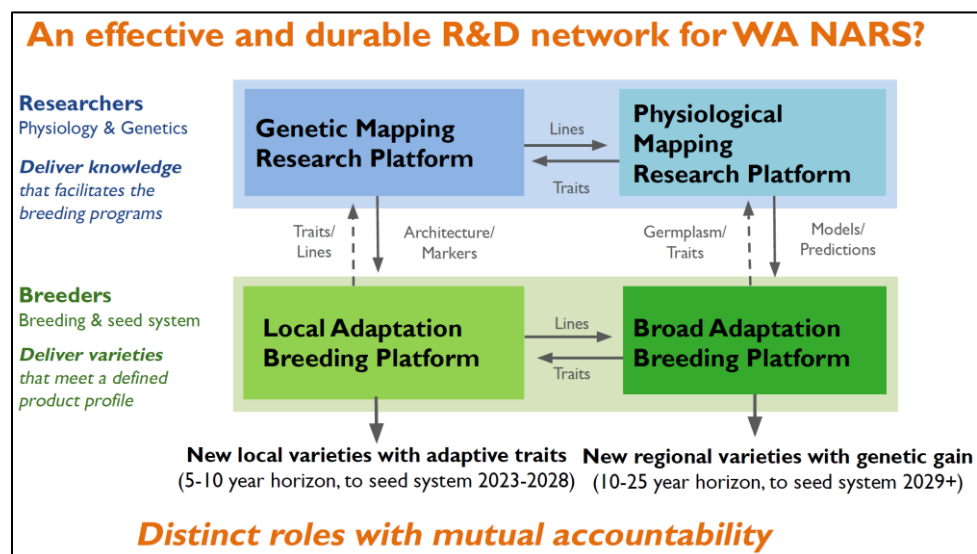 An effective and durable R&D network for WA NARS?
Researchers
Physiology & Genetics
Deliver knowledge
that facilitates the
breeding programs
Genetic Mapping
Research Platform
Lines
Traits
Physiological
Mapping
Research Platform
Traits/
Lines
Architecture/
Markers
Germplasm/
Traits
Models/
Predictions
Breeders
Breeding & seed system
Deliver varieties
that meet a defined
product profile
Local Adaptation
Breeding Platform
Lines
Traits
Broad Adaptation
Breeding Platform
New local varieties with adaptive traits
(5-10 year horizon, to seed system 2023-2028)
New regional varieties with genetic gain
(10-25 year horizon, to seed system 2029+)
Distinct roles with mutual accountability